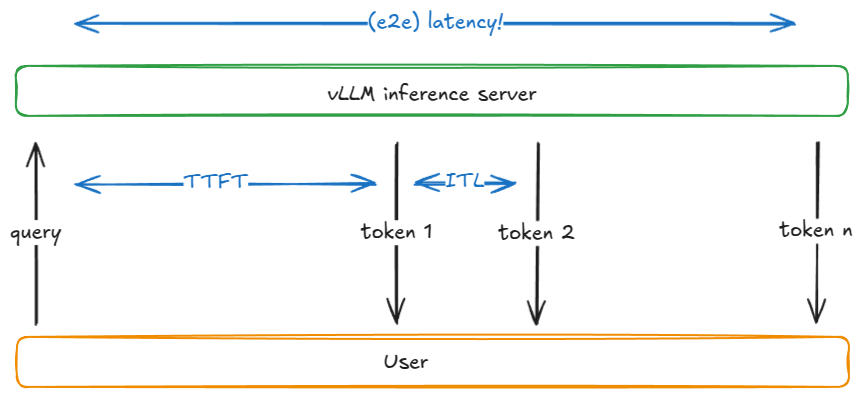 (e2e) latency!
vLLM inference server
TTFT
ITL
query
token 1
token 2
token n
User